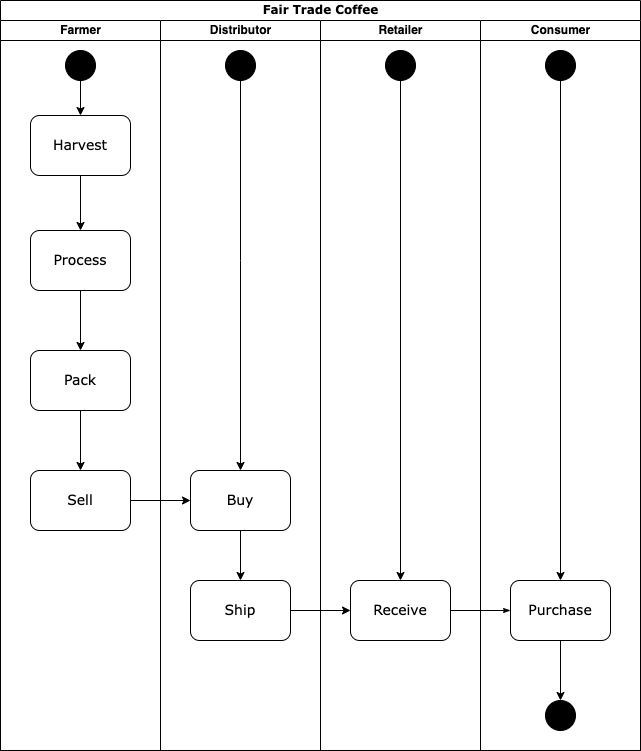 Fair Trade Coffee
Farmer
Distributor
Retailer
Consumer
Harvest
Process
Pack
Sell
Buy
Ship
Receive
Purchase